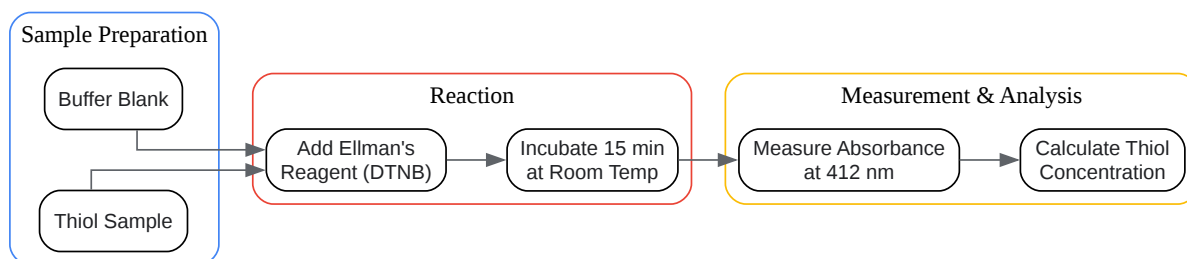 Sample Preparation
Buffer Blank
Thiol Sample
Reaction
Add Ellman's
Reagent (DTNB)
Incubate 15 min
at Room Temp
Measurement & Analysis
Measure Absorbance
at 412 nm
Calculate Thiol
Concentration